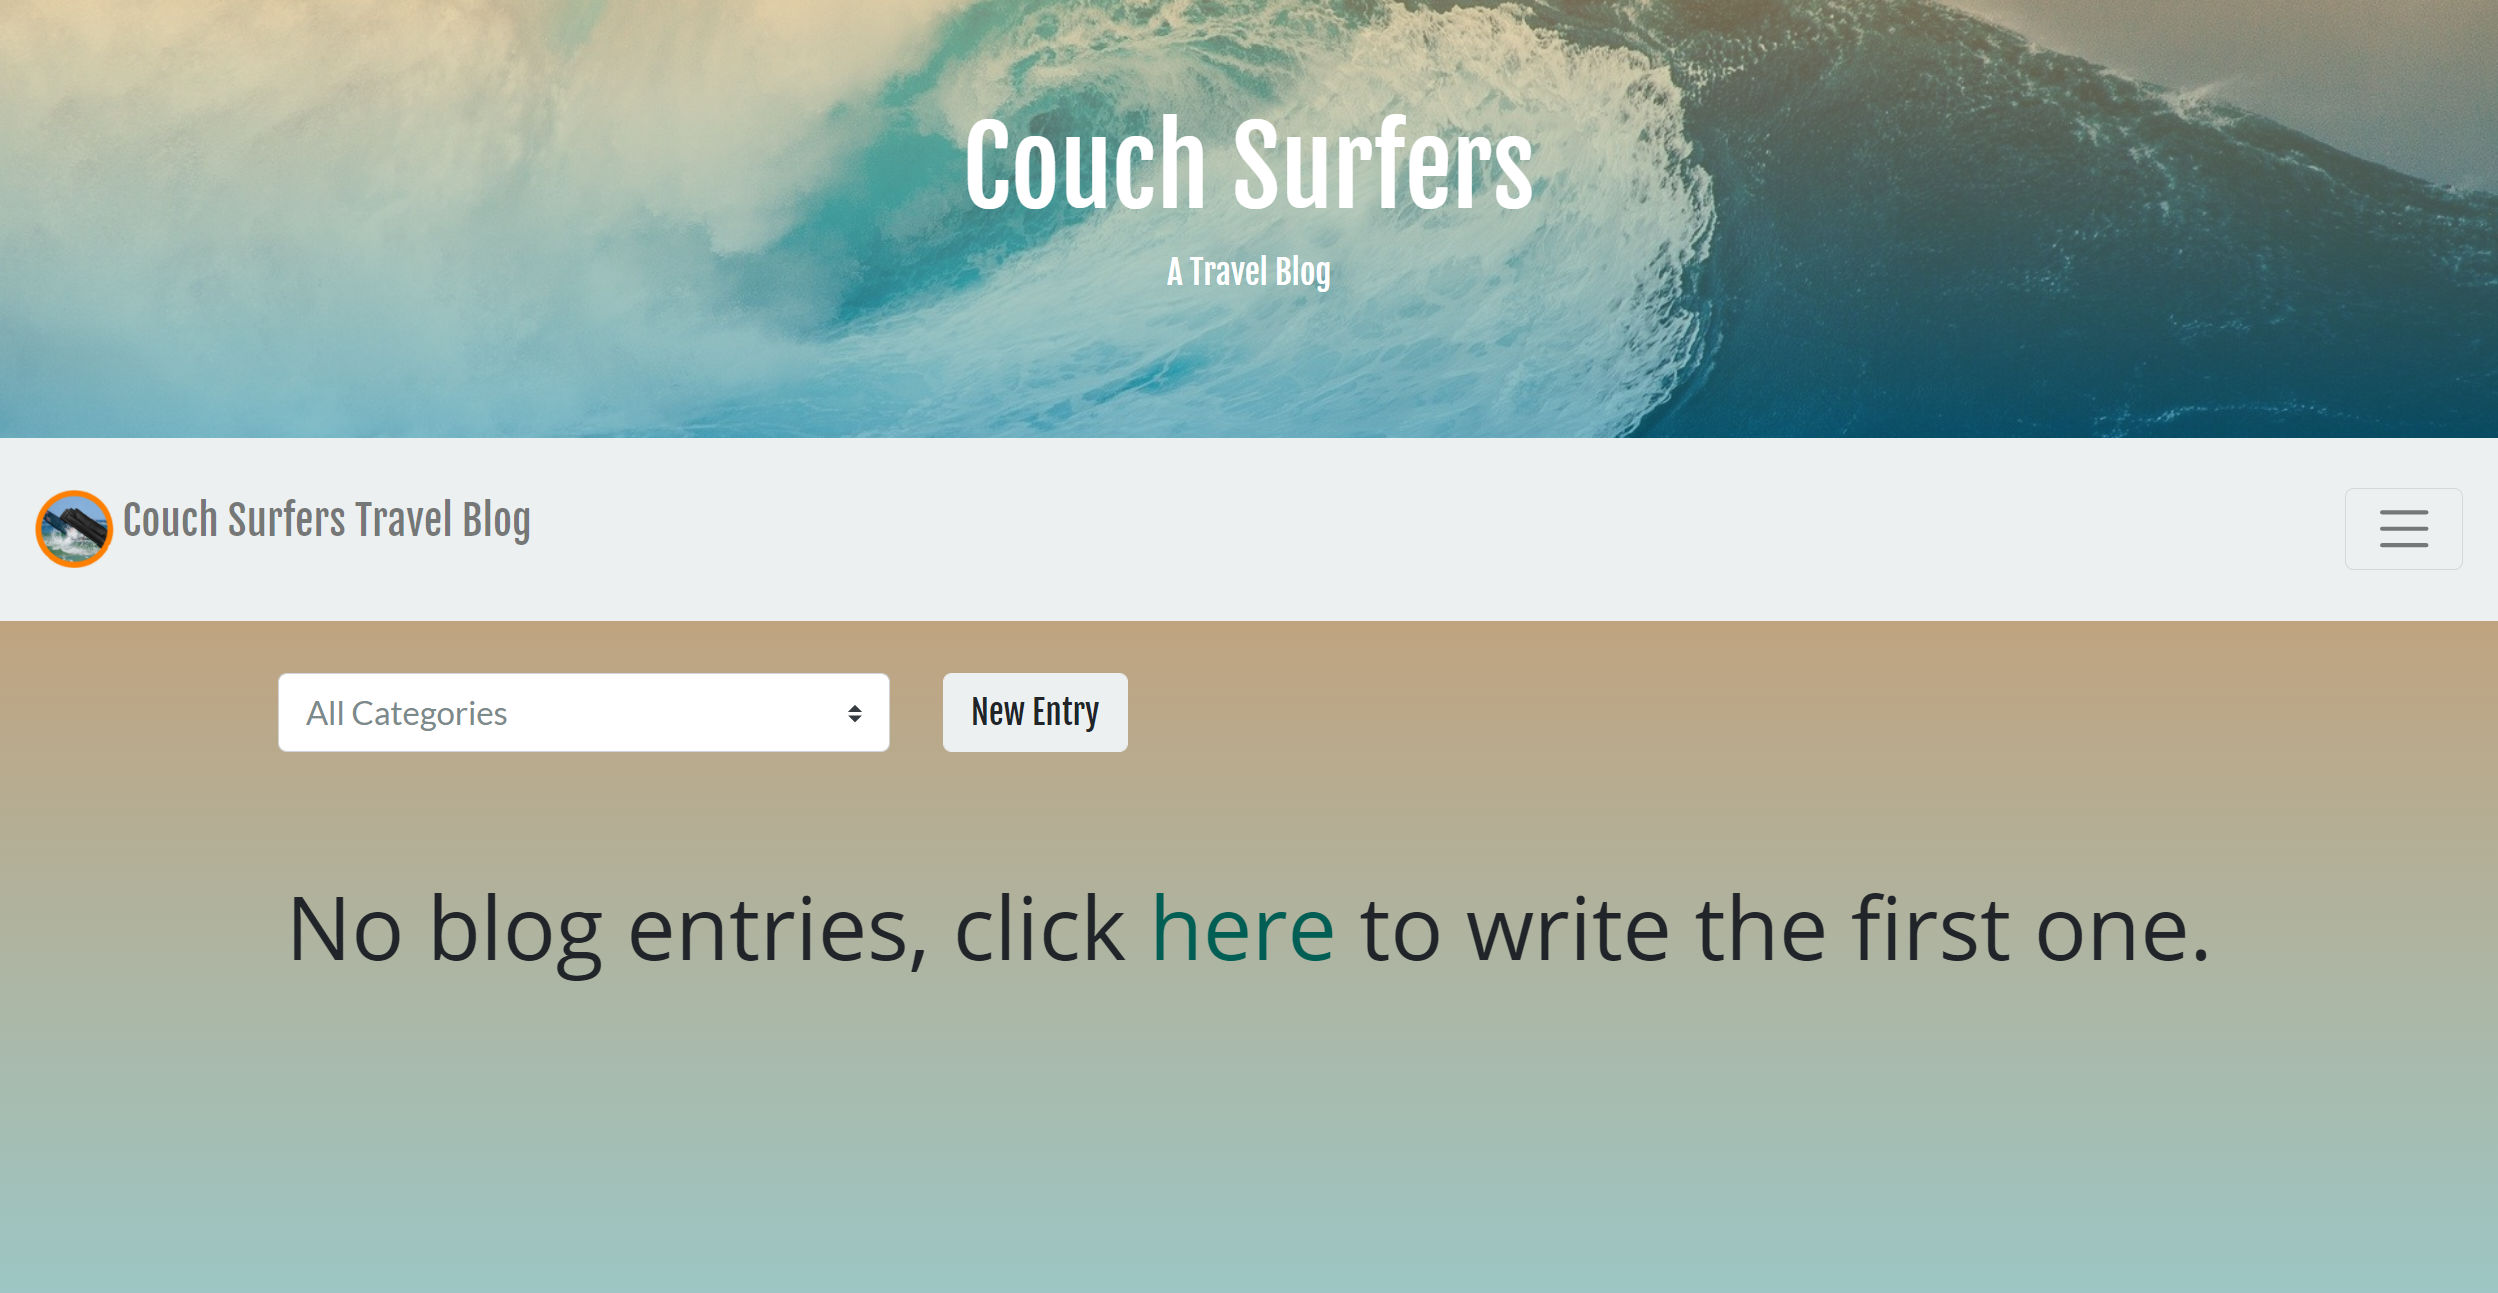 Couch Surfers
A Travel Blog
Couch Surfers Travel Blog
All Categories
New Entry
No blog entries, click here to write the first one.